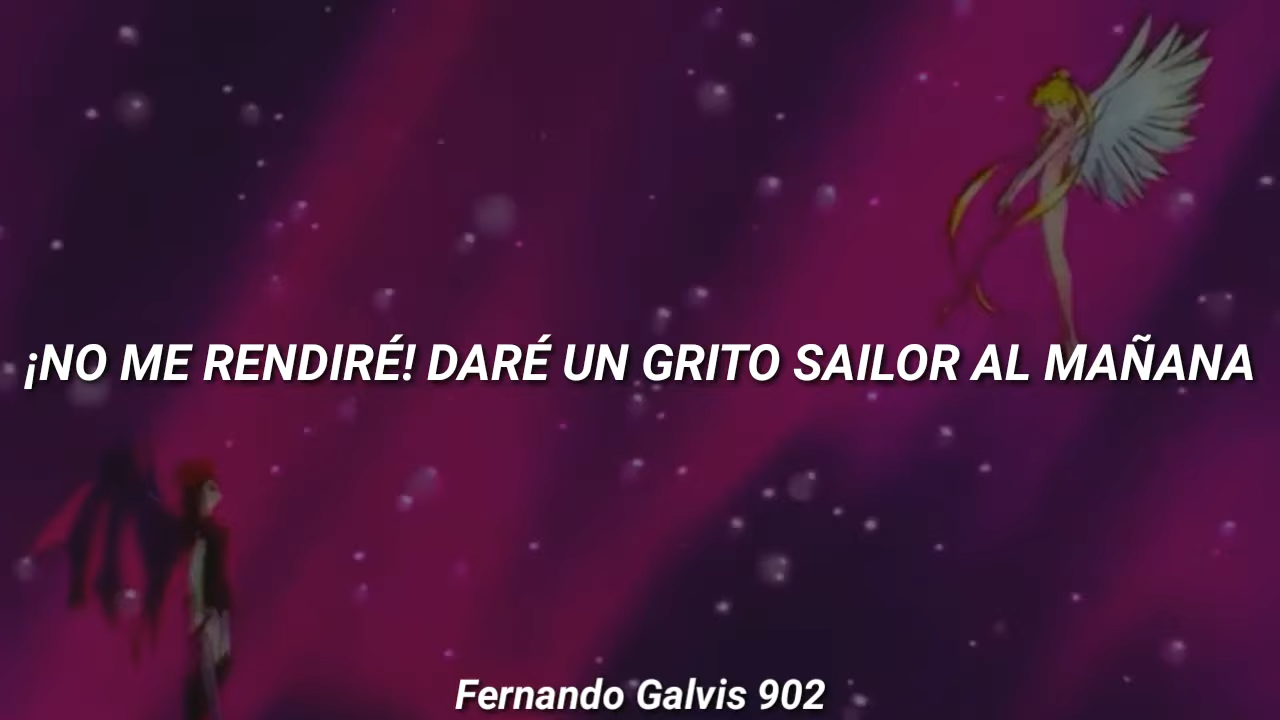 ¡NO ME RENDIRÉ! DARÉ UN GRITO SAILOR AL MAÑANA
Fernando Galvis 902